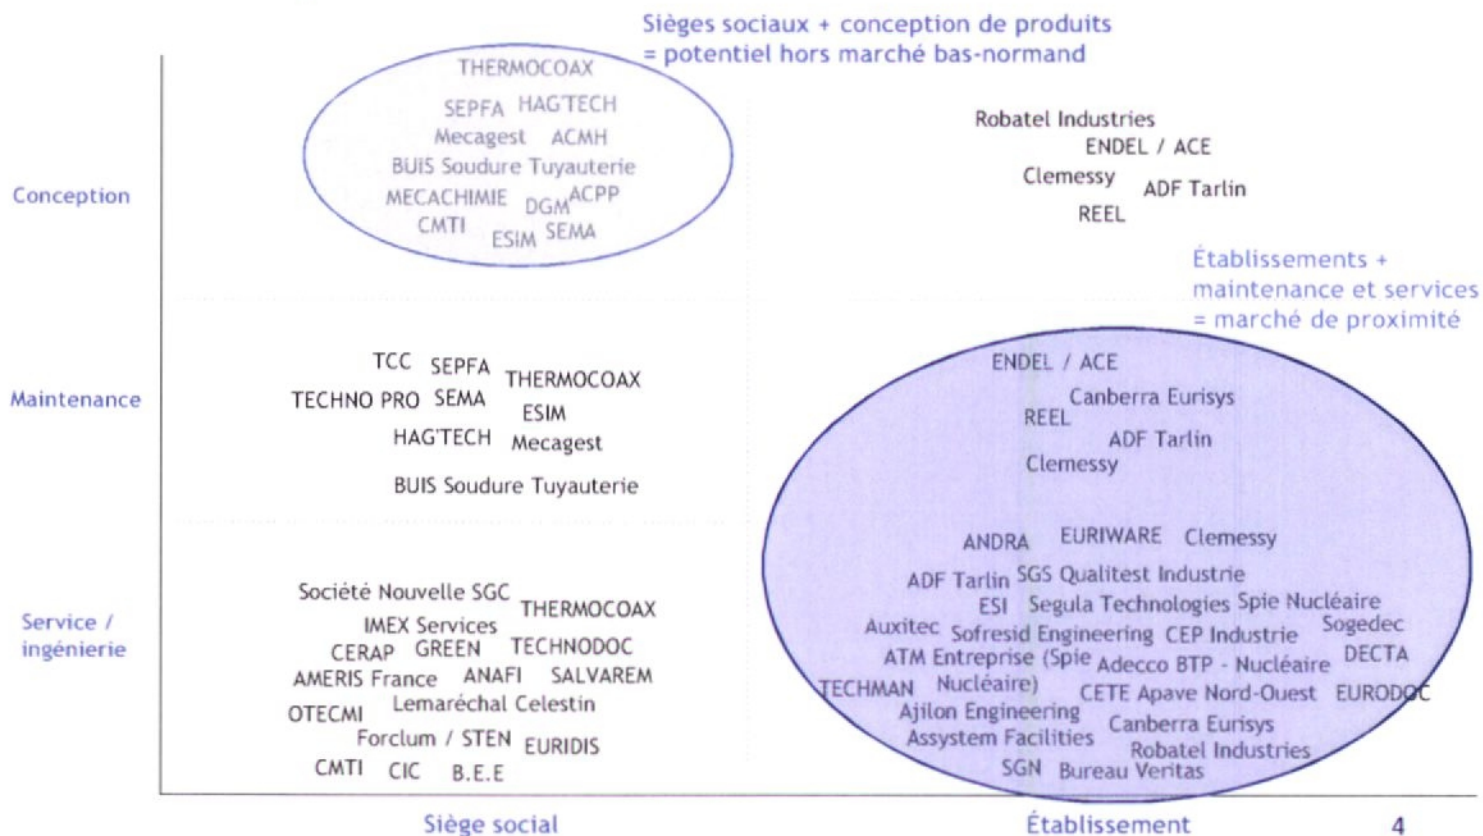 Sièges sociaux + conception de produits
= potentiel hors marché bas-normand
THERMOCOAX
SEPFA HAG'TECH
Mecagest ACMH
BUIS Soudure Tuyauterie
MECACHIMIE DGM ACPP
CMTI ESIM SEMA
Robatel Industries
ENDEL / ACE
Clemessy ADF Tarlin
REEL
Conception
Établissements +
maintenance et services
= marché de proximité
TCC SEPFA THERMOCOAX
TECHNO PRO SEMA ESIM
HAG'TECH Mecagest
BUIS Soudure Tuyauterie
Maintenance
ENDEL / ACE
Canberra Eurisys
REEL
ADF Tarlin
Clemessy
Société Nouvelle SGC
THERMOCOAX
IMEX Services
CERAP GREEN TECHNODOC
AMERIS France ANAFI SALVAREM
OTECMI Lemaréchal Celestin
Forclum / STEN EURIDIS
CMTI CIC B.E.E
Service /
ingénierie
ANDRA EURIWARE Clemessy
ADF Tarlin SGS Qualitest Industrie
ESI Segula Technologies Spie Nucléaire
Auxitec Sofresid Engineering CEP Industrie Sogedec
ATM Entreprise (Spie Adecco BTP - Nucléaire DECTA
TECHMAN Nucléaire) CETE Apave Nord-Ouest EURODOC
Ajilon Engineering Canberra Eurisys
Assystem Facilities Robatel Industries
SGN Bureau Veritas
Siège social
Établissement
4